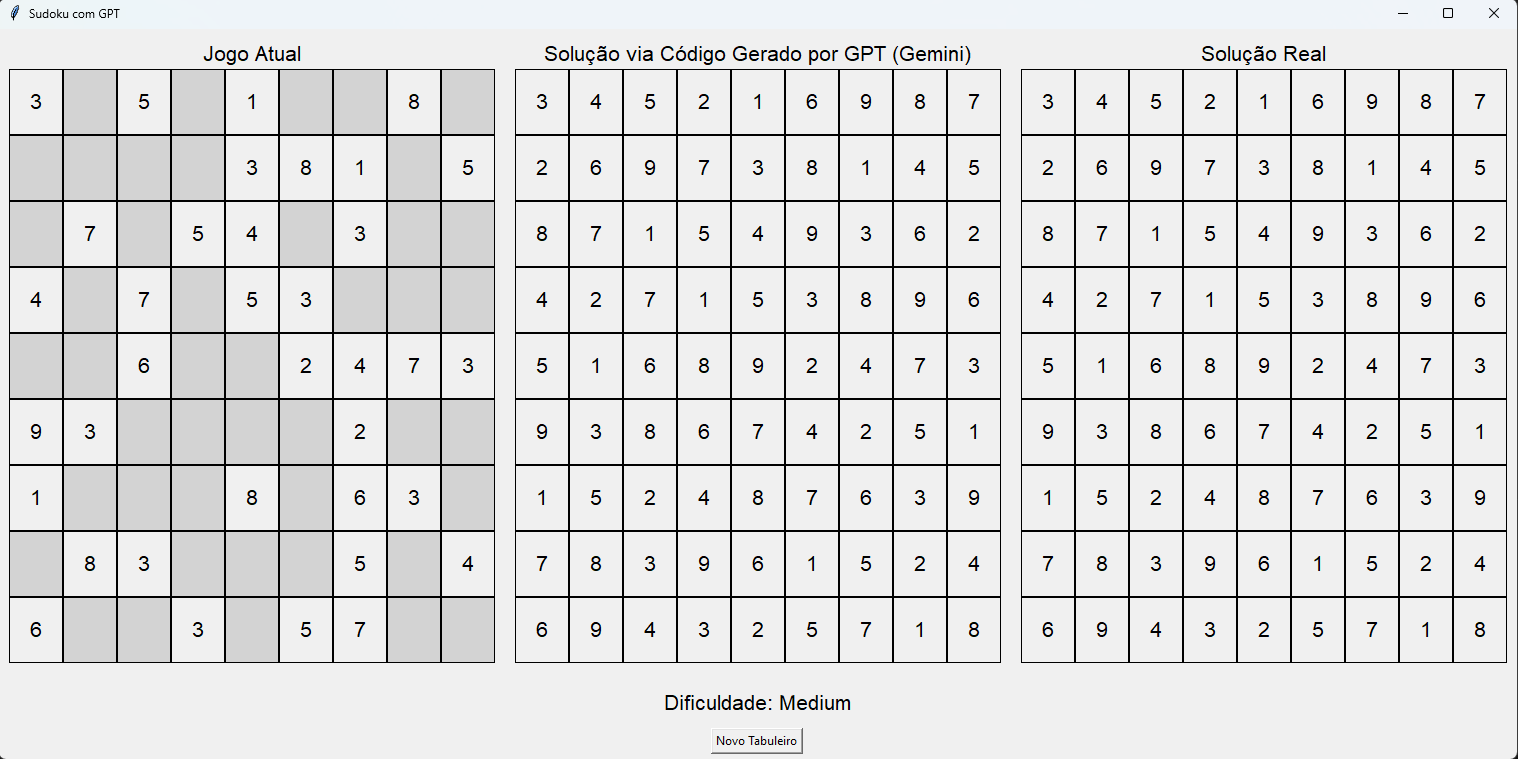 Sudoku com GPT
Jogo Atual
Solução via Código Gerado por GPT (Gemini)
Solução Real
3 5 1 8
3 8 1 5
7 5 4 3
4 7 5 3
6 2 4 7 3
9 3 2
1 8 6 3
8 3 5 4
6 3 5 7
3 4 5 2 1 6 9 8 7
2 6 9 7 3 8 1 4 5
8 7 1 5 4 9 3 6 2
4 2 7 1 5 3 8 9 6
5 1 6 8 9 2 4 7 3
9 3 8 6 7 4 2 5 1
1 5 2 4 8 7 6 3 9
7 8 3 9 6 1 5 2 4
6 9 4 3 2 5 7 1 8
3 4 5 2 1 6 9 8 7
2 6 9 7 3 8 1 4 5
8 7 1 5 4 9 3 6 2
4 2 7 1 5 3 8 9 6
5 1 6 8 9 2 4 7 3
9 3 8 6 7 4 2 5 1
1 5 2 4 8 7 6 3 9
7 8 3 9 6 1 5 2 4
6 9 4 3 2 5 7 1 8
Dificuldade: Medium
Novo Tabuleiro